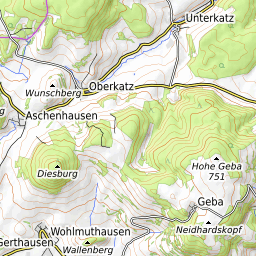 Unterkatz
Oberkatz
Wunschberg
Aschenhausen
Hohe Geba
751
Diesburg
Geba
Wohlmuthausen
Neidhardskopf
Gerthausen
Wallenberg